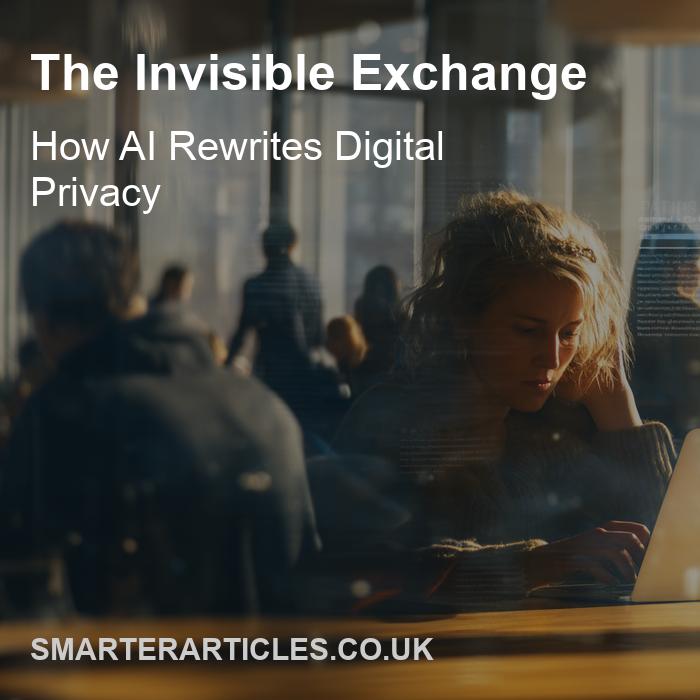 The Invisible Exchange
How AI Rewrites Digital
Privacy
SMARTERARTICLES.CO.UK